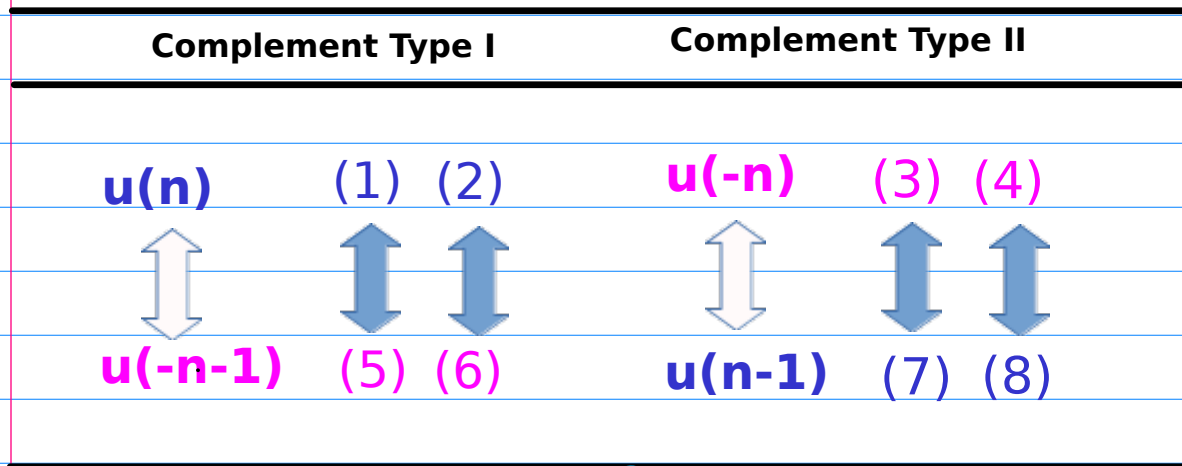 Complement Type I Complement Type II
u(n) (1) (2) u(-n) (3) (4)
u(-n-1) (5) (6) u(n-1) (7) (8)